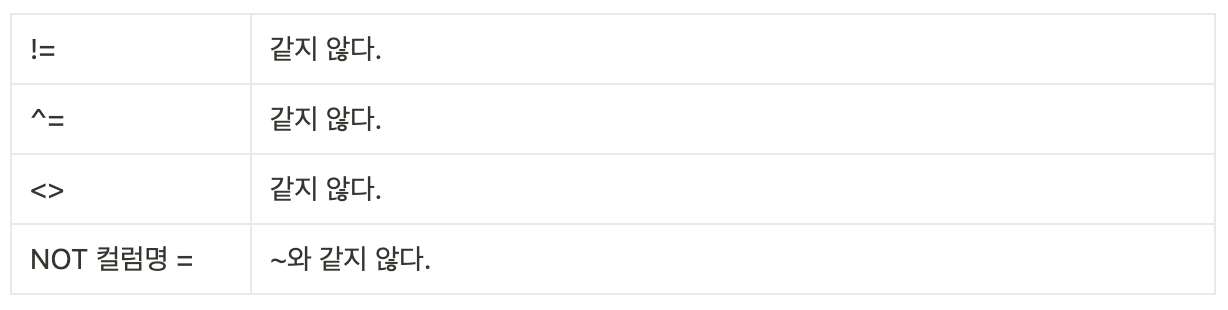 != 같지 않다.
^= 같지 않다.
<> 같지 않다.
NOT 컬럼명 = ~와 같지 않다.